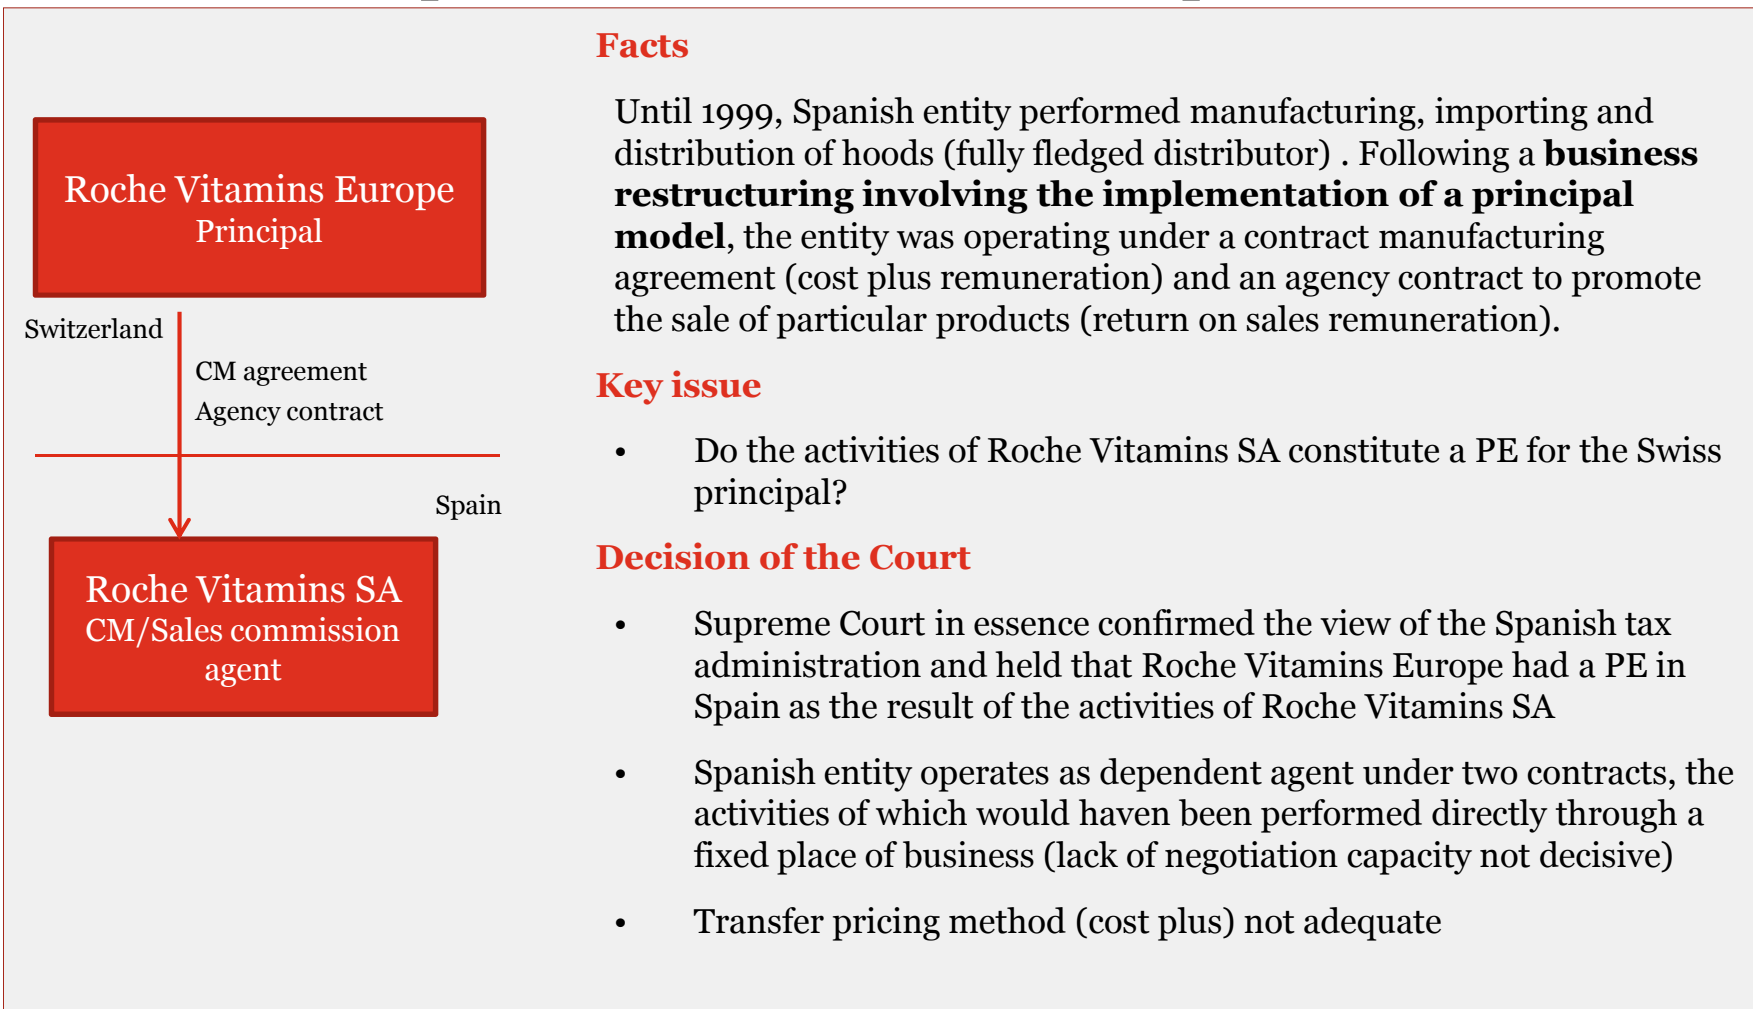 Roche Vitamins Europe
Principal
Switzerland
CM agreement
Agency contract
Spain
Roche Vitamins SA
CM/Sales commission
agent
Facts
Until 1999, Spanish entity performed manufacturing, importing and
distribution of hoods (fully fledged distributor) . Following a business
restructuring involving the implementation of a principal
model, the entity was operating under a contract manufacturing
agreement (cost plus remuneration) and an agency contract to promote
the sale of particular products (return on sales remuneration).
Key issue
• Do the activities of Roche Vitamins SA constitute a PE for the Swiss
principal?
Decision of the Court
• Supreme Court in essence confirmed the view of the Spanish tax
administration and held that Roche Vitamins Europe had a PE in
Spain as the result of the activities of Roche Vitamins SA
• Spanish entity operates as dependent agent under two contracts, the
activities of which would haven been performed directly through a
fixed place of business (lack of negotiation capacity not decisive)
• Transfer pricing method (cost plus) not adequate